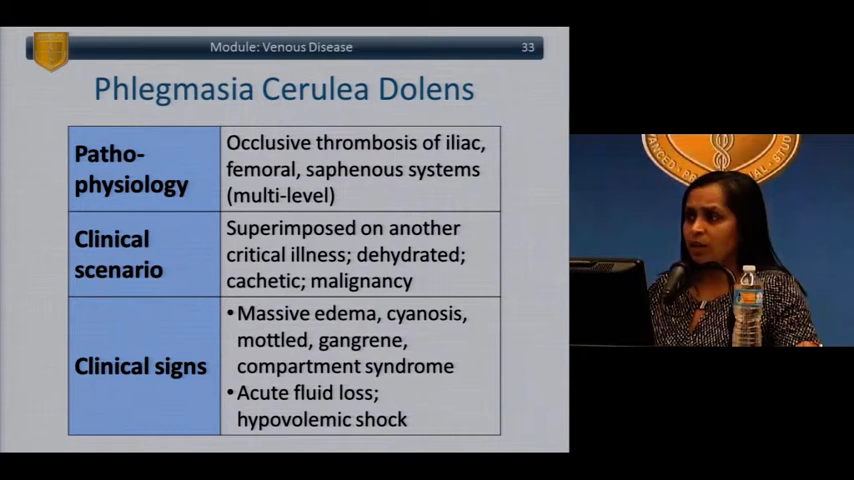 Module: Venous Disease
33
Phlegmasia Cerulea Dolens
Patho-
physiology
Occlusive thrombosis of iliac,
femoral, saphenous systems
(multi-level)
Clinical
scenario
Superimposed on another
critical illness; dehydrated;
cachetic; malignancy
Clinical signs
• Massive edema, cyanosis,
mottled, gangrene,
compartment syndrome
• Acute fluid loss;
hypovolemic shock